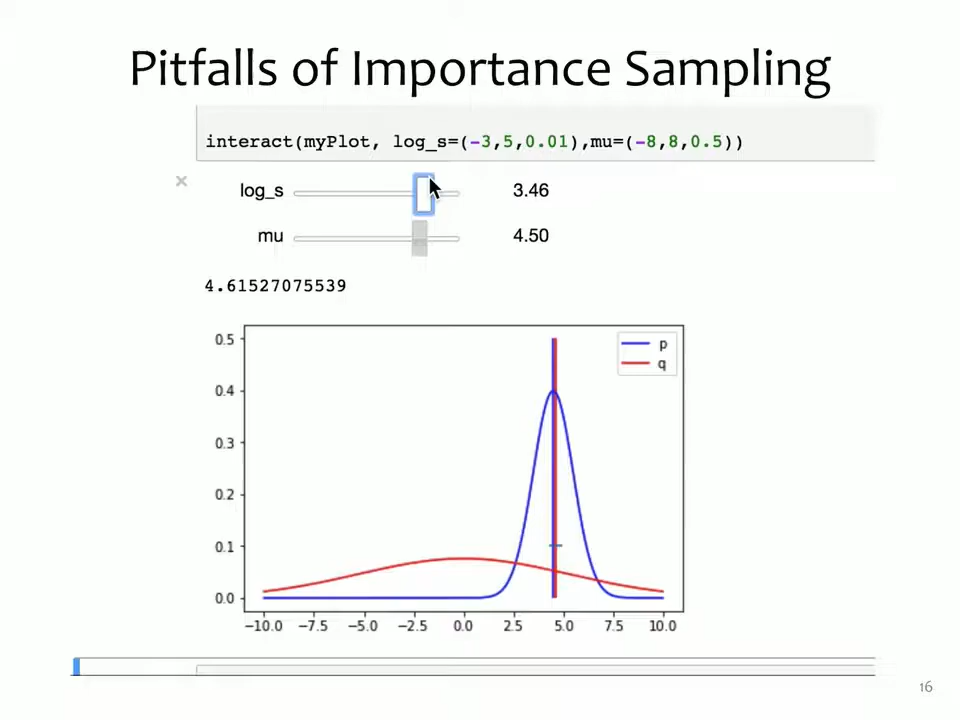 Pitfalls of Importance Sampling
interact(myPlot, log_s=(-3,5,0.01),mu=(-8,8,0.5))
×
log_s 3.46
mu 4.50
4.61527075539
0.5
0.4
0.3
0.2
0.1
0.0
p
q
−10.0 −7.5 −5.0 −2.5 0.0 2.5 5.0 7.5 10.0
16